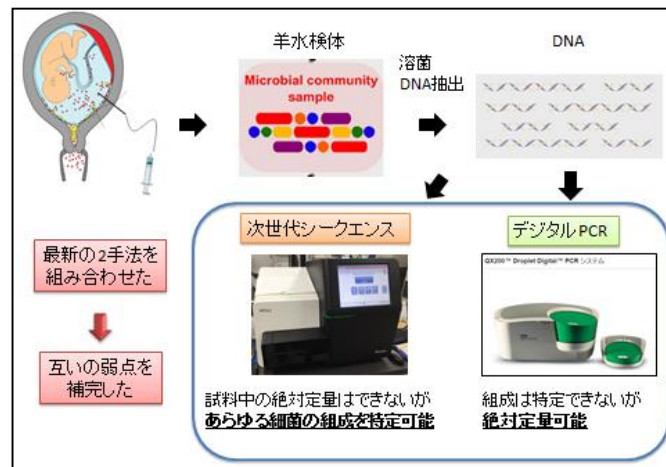 羊水検体
Microbial community
sample
溶菌
DNA抽出
DNA
最新の2手法を
組み合わせた
互いの弱点を
補完した
次世代シークエンス
試料中の絶対定量はできないが
あらゆる細菌の組成を特定可能
デジタルPCR
QX200™ Droplet Digital™ PCR システム
組成は特定できないが
絶対定量可能